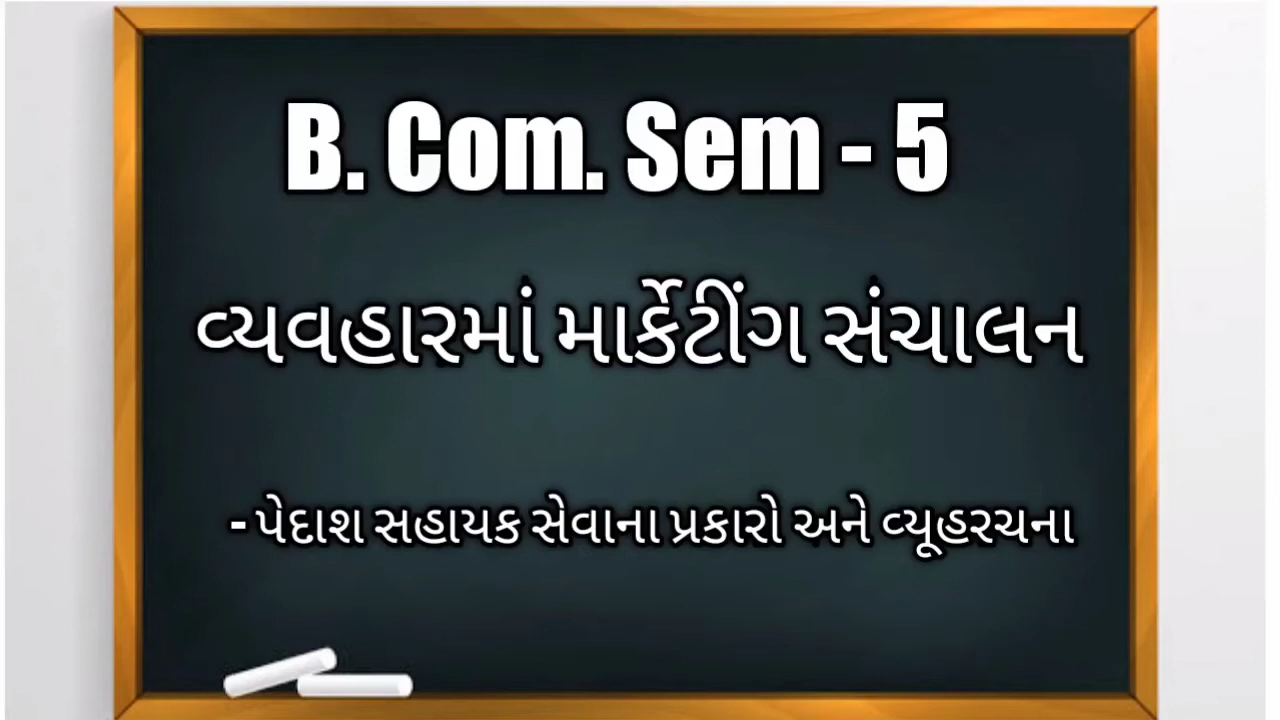 B. Com. Sem - 5
વ્યવહારમાં માર્કેટીંગ સંચાલન
- પેદાશ સહાયક સેવાના પ્રકારો અને વ્યૂહરચના